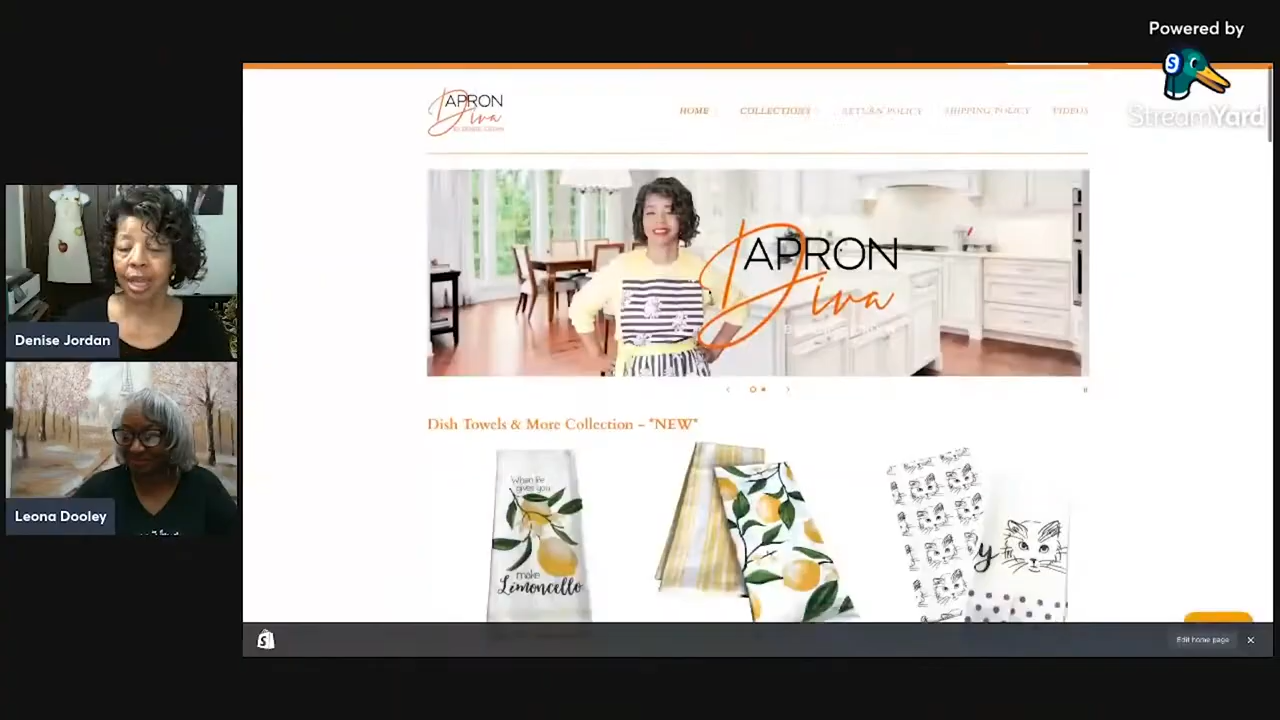 Powered by
StreamYard
APRON
Diva
HOME COLLECTIONS RETURN POLICY SHIPPING POLICY VIDEOS
APRON
Diva
Denise Jordan
Leona Dooley
Dish Towels & More Collection - *NEW*
When life
gives you
make
Limoncello
Edit home page